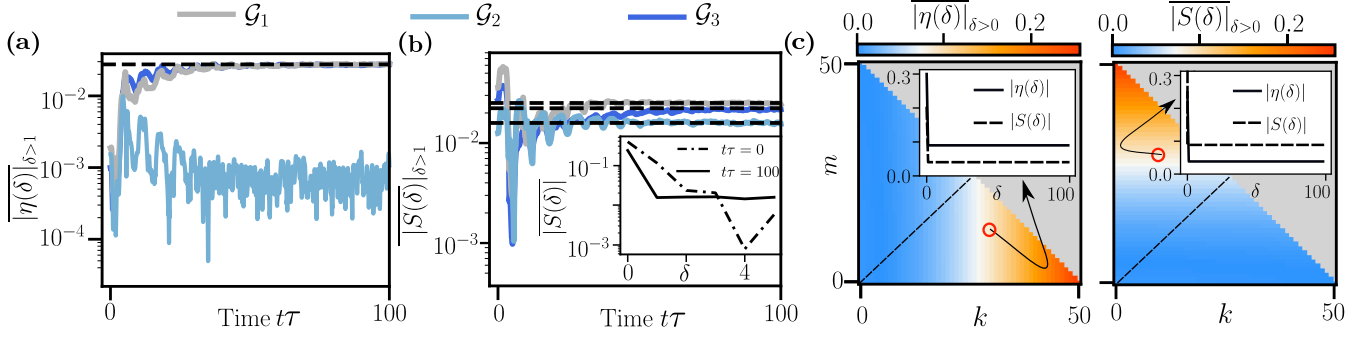 𝒢₁ 𝒢₂ 𝒢₃
(a)
10⁻²
10⁻³
10⁻⁴
|η(δ)|δ>1
0 100
Time tτ
(b)
10⁻²
10⁻³
|S(δ)|δ>1
0 100
Time tτ
10⁻¹
10⁻³
|S(δ)|
tτ = 0
tτ = 100
0 δ 4
(c)
0.0 |η(δ)|δ>0 0.2
50
m
0
0 k 50
0.3
0.0
|η(δ)|
|S(δ)|
0 δ 100
0.0 |S(δ)|δ>0 0.2
0 k 50
0.3
0.0
|η(δ)|
|S(δ)|
0 δ 100